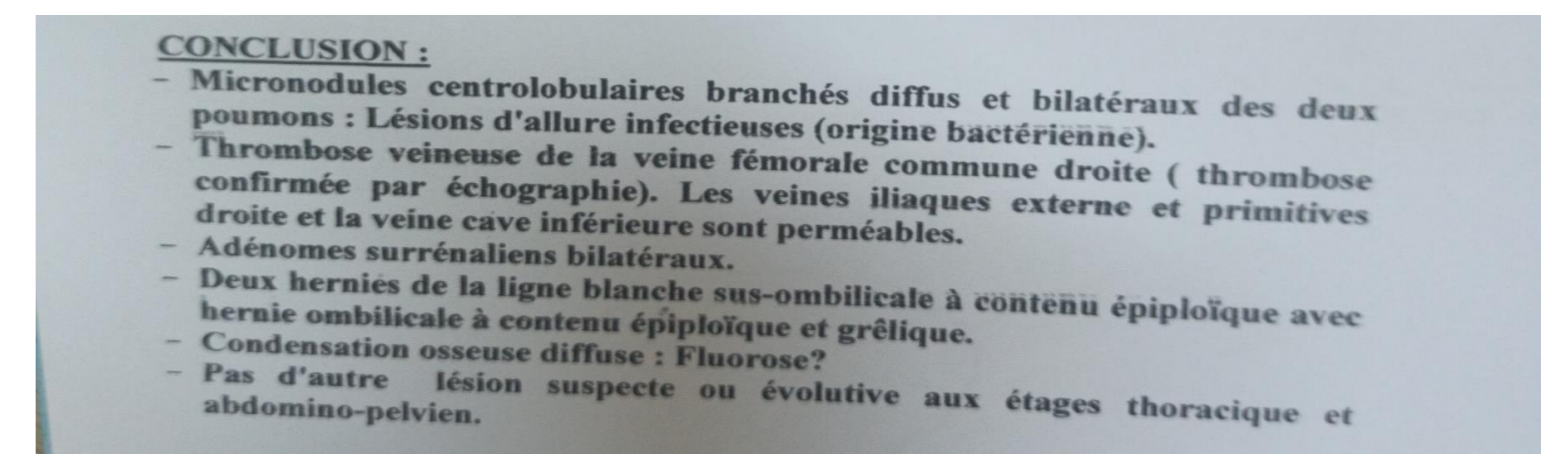 CONCLUSION :
- Micronodules centrolobulaires branchés diffus et bilatéraux des deux
poumons : Lésions d'allure infectieuses (origine bactérienne).
- Thrombose veineuse de la veine fémorale commune droite ( thrombose
confirmée par échographie). Les veines iliaques externe et primitives
droite et la veine cave inférieure sont perméables.
- Adénomes surrénaliens bilatéraux.
- Deux hernies de la ligne blanche sus-ombilicale à contenu épiploïque avec
hernie ombilicale à contenu épiploïque et grêlique.
- Condensation osseuse diffuse : Fluorose?
- Pas d'autre lésion suspecte ou évolutive aux étages thoracique et
abdomino-pelvien.